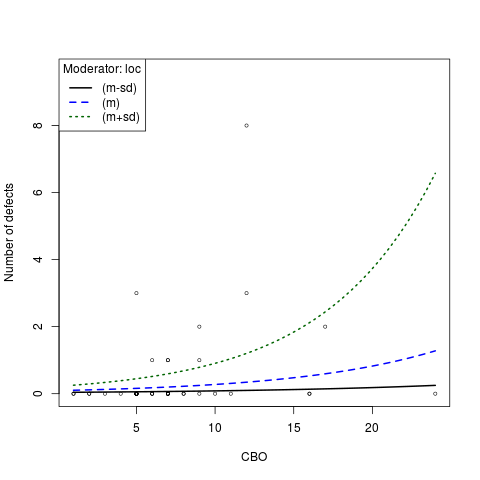 Moderator: loc
(m-sd)
(m)
(m+sd)
Number of defects
8
6
4
2
0
5 10 15 20
CBO